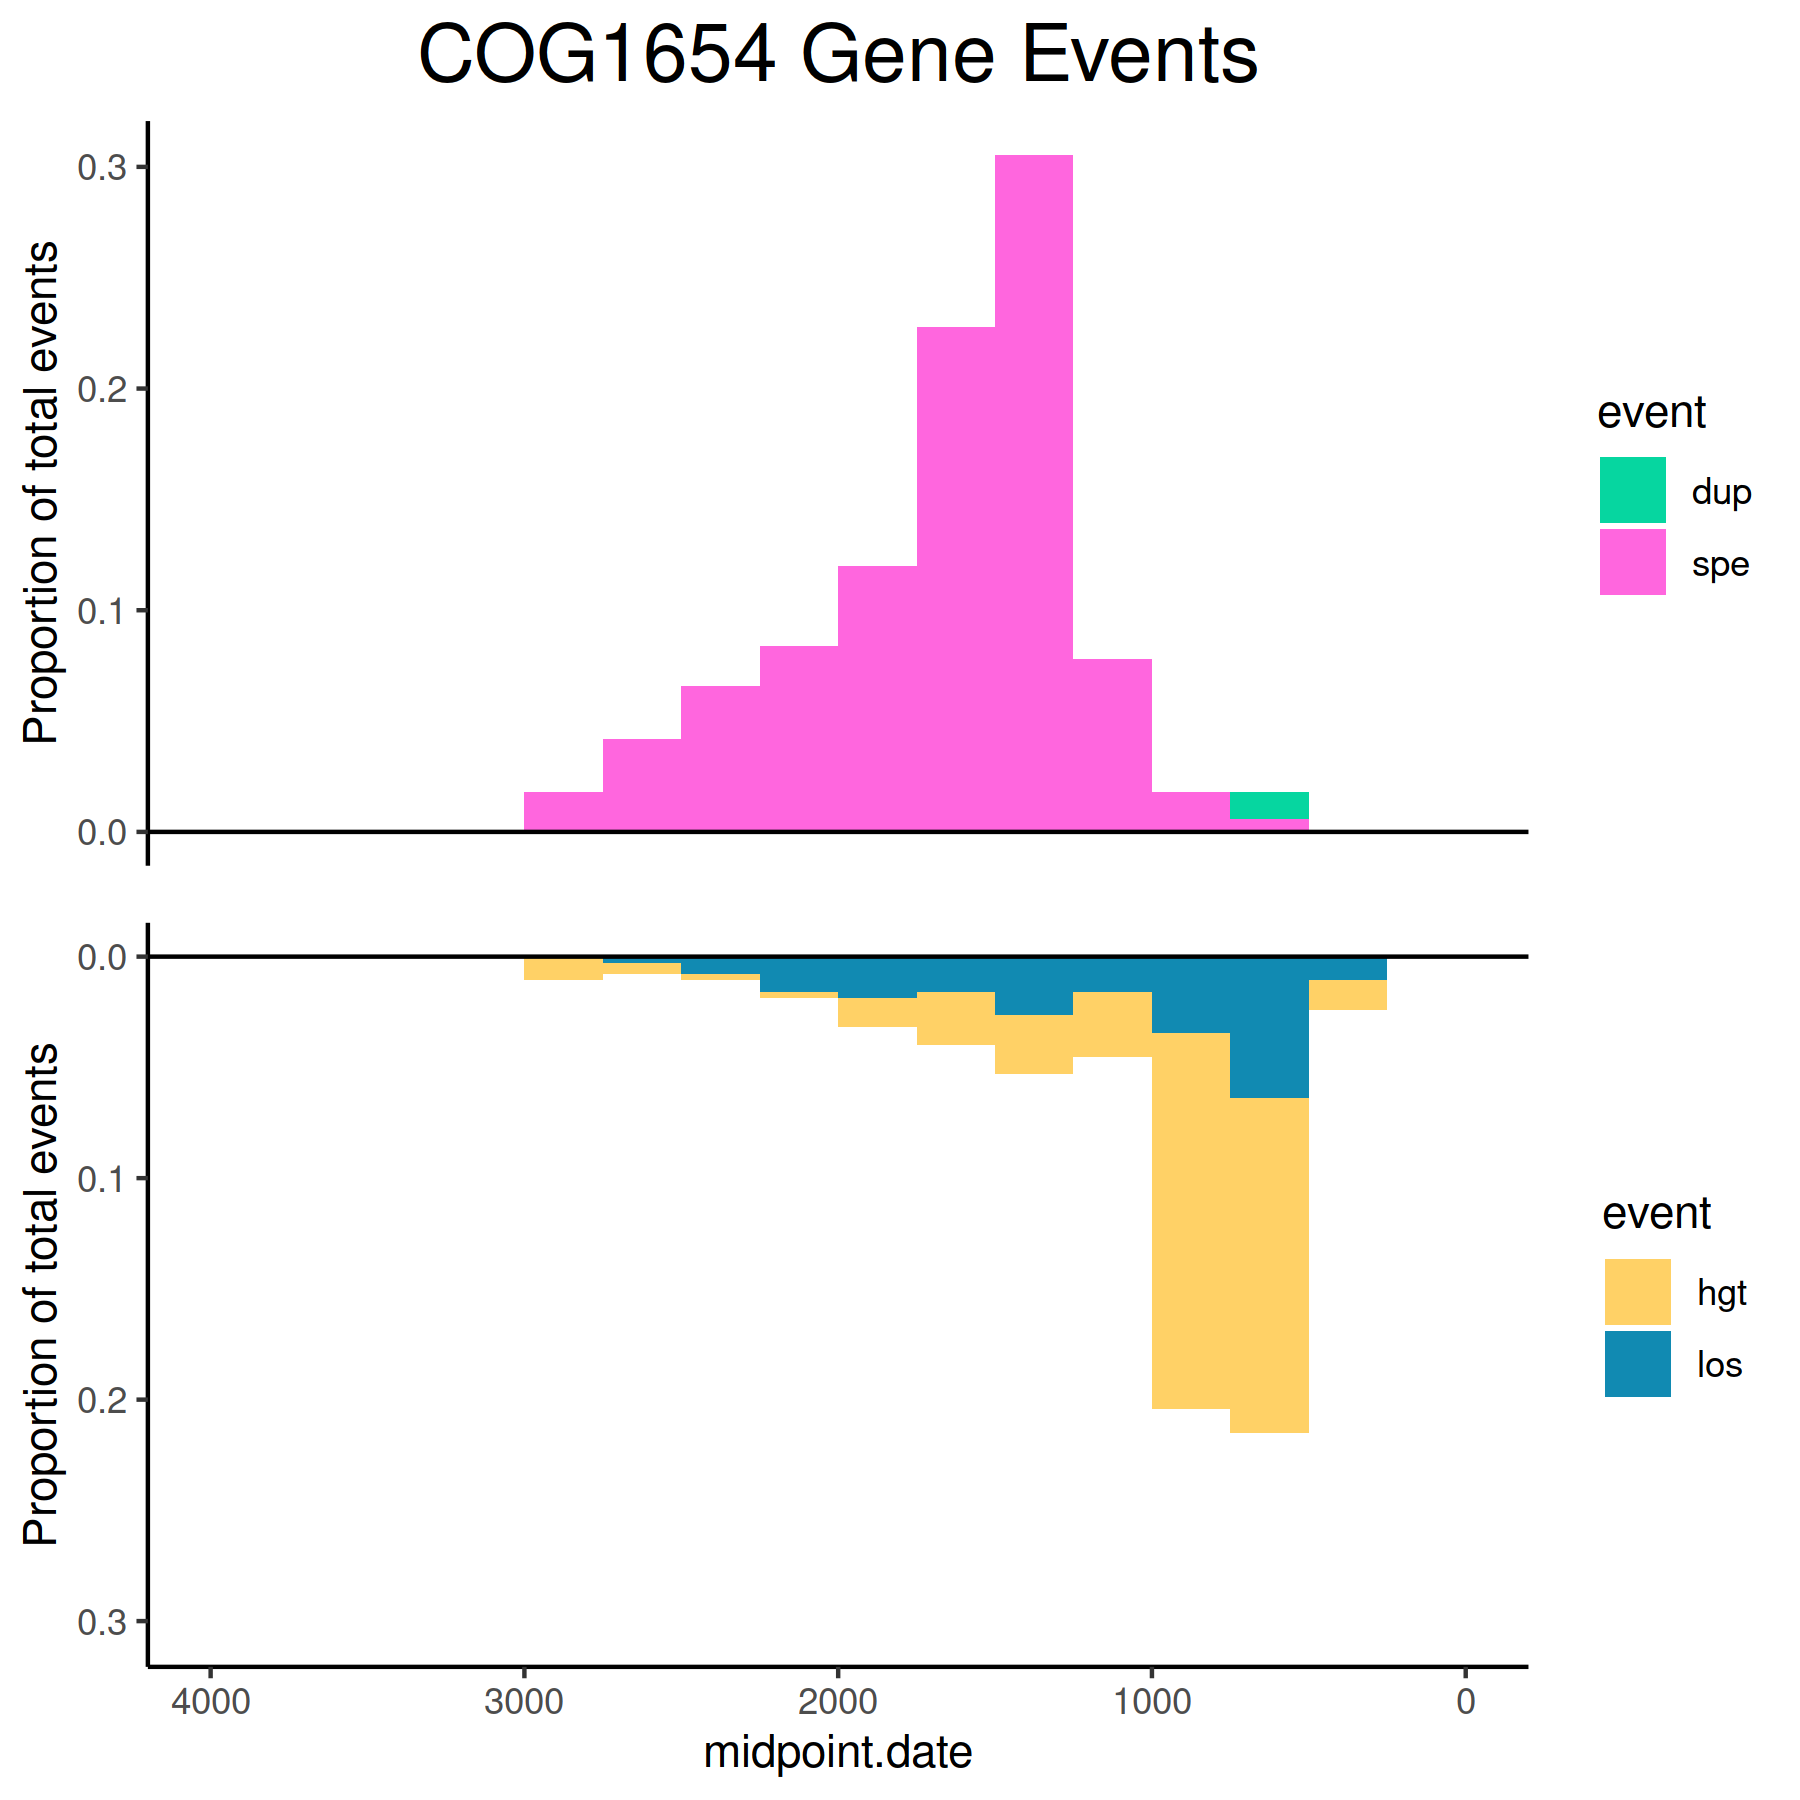 COG1654 Gene Events
Proportion of total events
0.3
0.2
0.1
0.0
event
dup
spe
Proportion of total events
0.0
0.1
0.2
0.3
event
hgt
los
4000 3000 2000 1000 0
midpoint.date